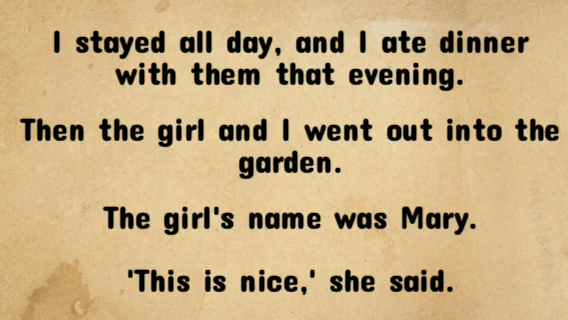 I stayed all day, and I ate dinner
with them that evening.
Then the girl and I went out into the
garden.
The girl's name was Mary.
'This is nice,' she said.